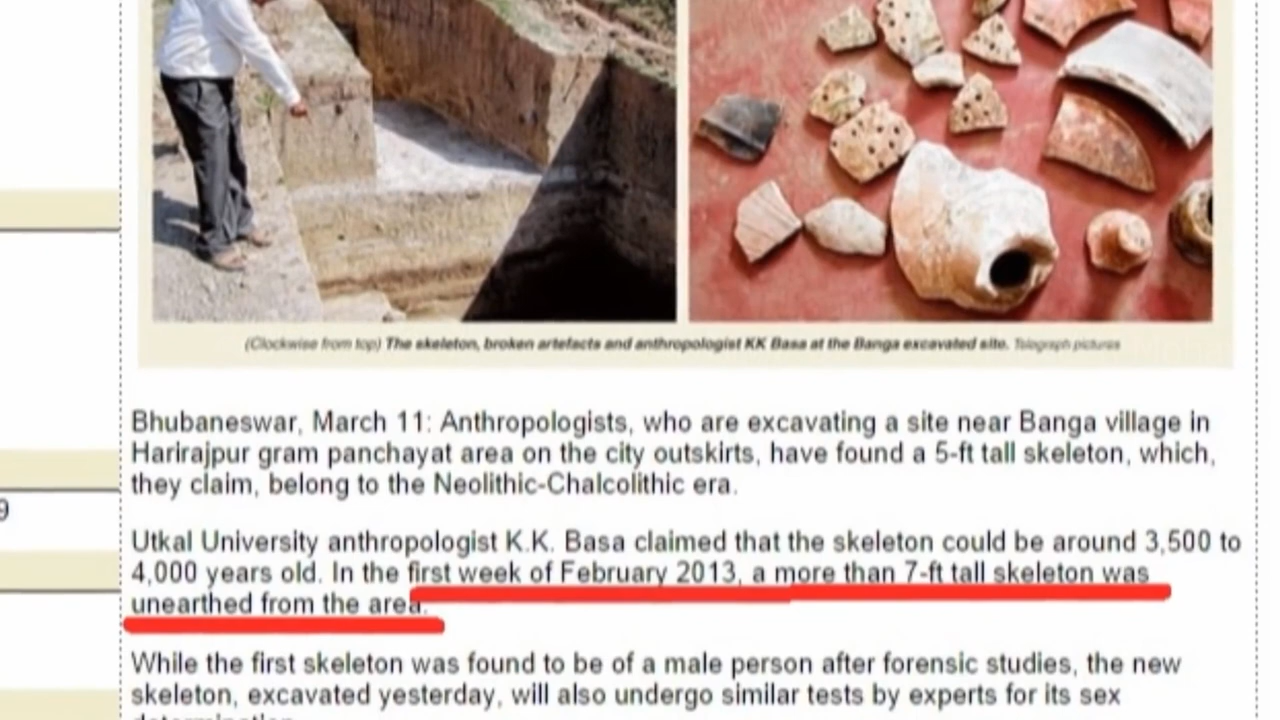 (Clockwise from top) The skeleton, broken artefacts and anthropologist KK Basa at the Banga excavated site. Telegraph pictures
Bhubaneswar, March 11: Anthropologists, who are excavating a site near Banga village in
Harirajpur gram panchayat area on the city outskirts, have found a 5-ft tall skeleton, which,
they claim, belong to the Neolithic-Chalcolithic era.
9
Utkal University anthropologist K.K. Basa claimed that the skeleton could be around 3,500 to
4,000 years old. In the first week of February 2013, a more than 7-ft tall skeleton was
unearthed from the area.
While the first skeleton was found to be of a male person after forensic studies, the new
skeleton, excavated yesterday, will also undergo similar tests by experts for its sex